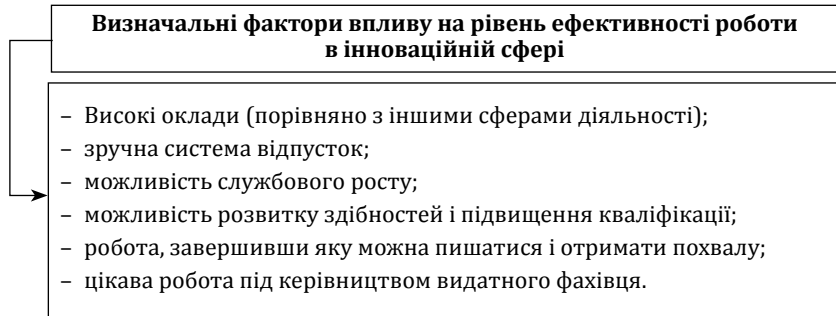 Визначальні фактори впливу на рівень ефективності роботи
в інноваційній сфері
– Високі оклади (порівняно з іншими сферами діяльності);
– зручна система відпусток;
– можливість службового росту;
– можливість розвитку здібностей і підвищення кваліфікації;
– робота, завершивши яку можна пишатися і отримати похвалу;
– цікава робота під керівництвом видатного фахівця.